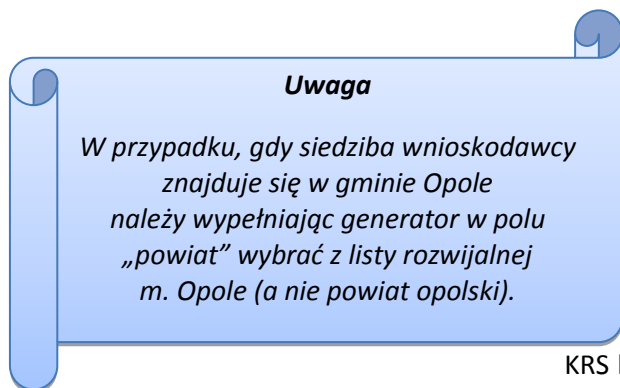 Uwaga
W przypadku, gdy siedziba wnioskodawcy
znajduje się w gminie Opole
należy wypełniając generator w polu
„powiat” wybrać z listy rozwijalnej
m. Opole (a nie powiat opolski).
KRS